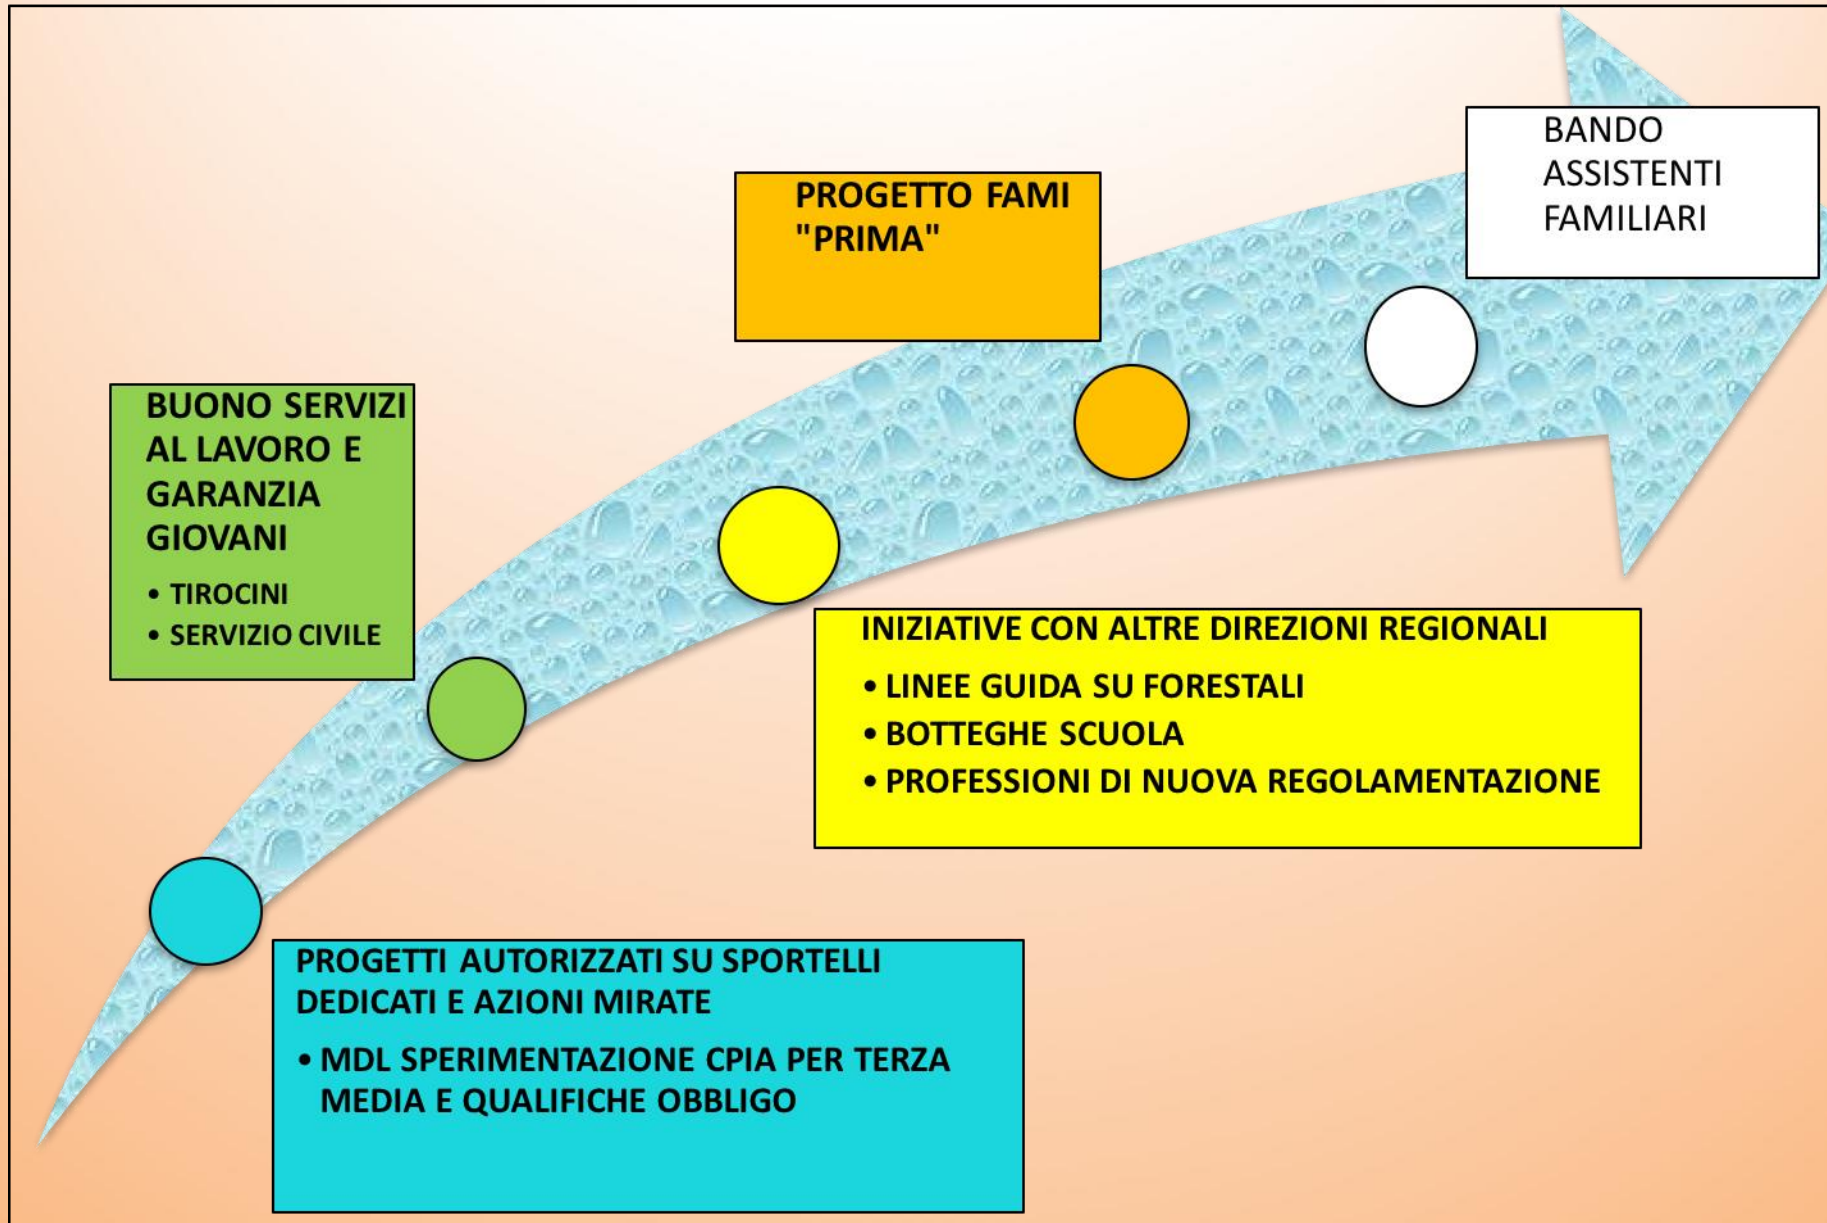 BANDO
ASSISTENTI
FAMILIARI
PROGETTO FAMI
"PRIMA"
BUONO SERVIZI
AL LAVORO E
GARANZIA
GIOVANI
• TIROCINI
• SERVIZIO CIVILE
INIZIATIVE CON ALTRE DIREZIONI REGIONALI
• LINEE GUIDA SU FORESTALI
• BOTTEGHE SCUOLA
• PROFESSIONI DI NUOVA REGOLAMENTAZIONE
PROGETTI AUTORIZZATI SU SPORTELLI
DEDICATI E AZIONI MIRATE
• MDL SPERIMENTAZIONE CPIA PER TERZA
MEDIA E QUALIFICHE OBBLIGO